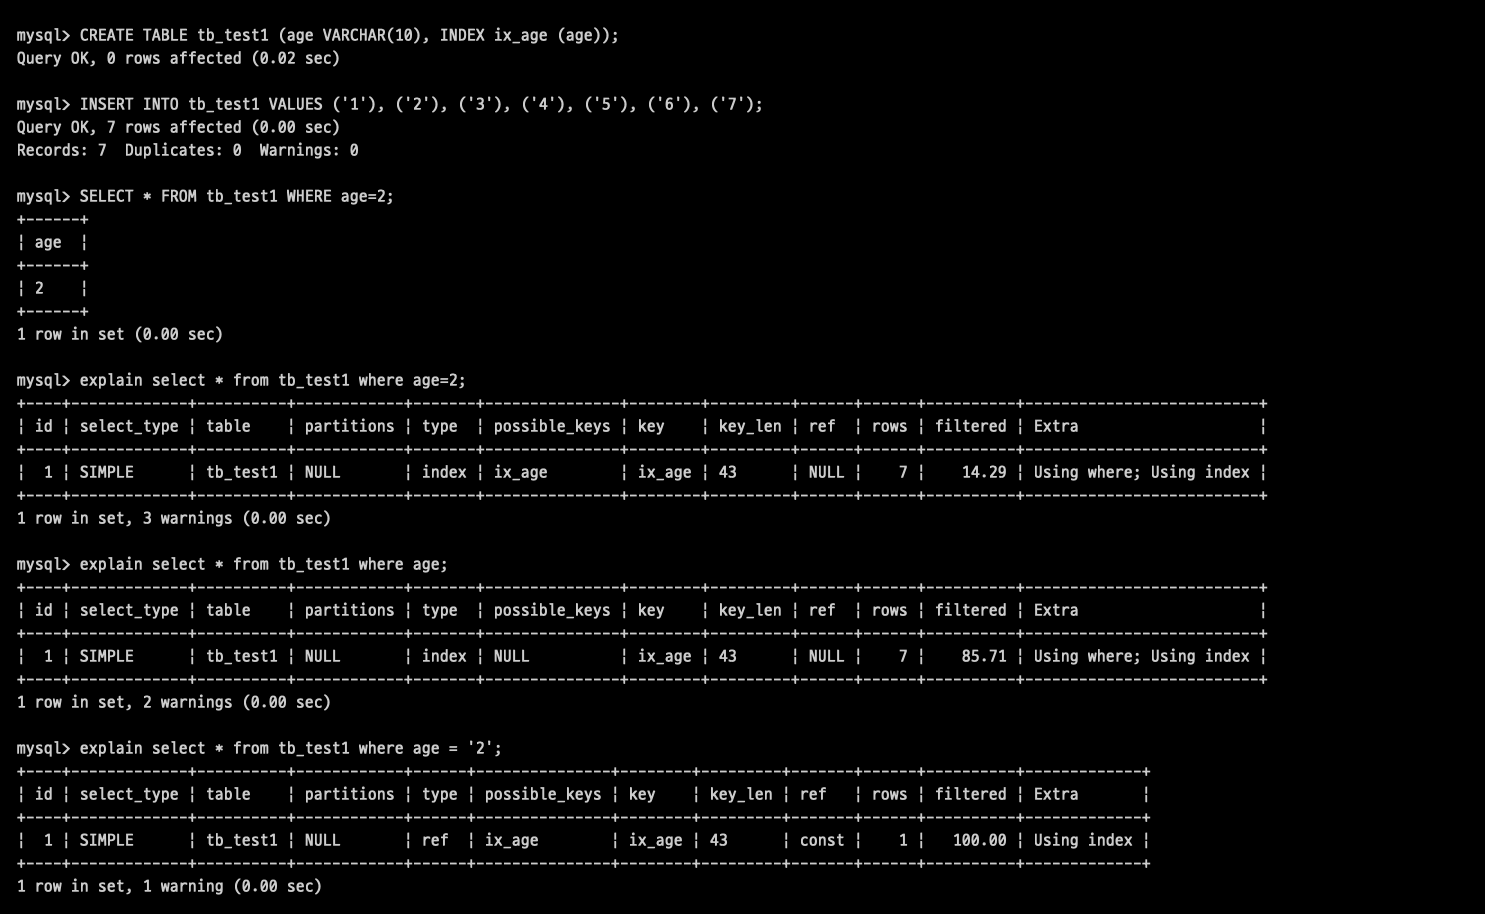 mysql> CREATE TABLE tb_test1 (age VARCHAR(10), INDEX ix_age (age));
Query OK, 0 rows affected (0.02 sec)
mysql> INSERT INTO tb_test1 VALUES ('1'), ('2'), ('3'), ('4'), ('5'), ('6'), ('7');
Query OK, 7 rows affected (0.00 sec)
Records: 7  Duplicates: 0  Warnings: 0
mysql> SELECT * FROM tb_test1 WHERE age=2;
+------+
¦ age  ¦
+------+
¦ 2    ¦
+------+
1 row in set (0.00 sec)
mysql> explain select * from tb_test1 where age=2;
+----+-------------+----------+------------+-------+---------------+--------+---------+------+------+----------+--------------------------+
¦ id ¦ select_type ¦ table    ¦ partitions ¦ type  ¦ possible_keys ¦ key    ¦ key_len ¦ ref  ¦ rows ¦ filtered ¦ Extra                    ¦
+----+-------------+----------+------------+-------+---------------+--------+---------+------+------+----------+--------------------------+
¦  1 ¦ SIMPLE      ¦ tb_test1 ¦ NULL       ¦ index ¦ ix_age        ¦ ix_age ¦ 43      ¦ NULL ¦    7 ¦    14.29 ¦ Using where; Using index ¦
+----+-------------+----------+------------+-------+---------------+--------+---------+------+------+----------+--------------------------+
1 row in set, 3 warnings (0.00 sec)
mysql> explain select * from tb_test1 where age;
+----+-------------+----------+------------+-------+---------------+--------+---------+------+------+----------+--------------------------+
¦ id ¦ select_type ¦ table    ¦ partitions ¦ type  ¦ possible_keys ¦ key    ¦ key_len ¦ ref  ¦ rows ¦ filtered ¦ Extra                    ¦
+----+-------------+----------+------------+-------+---------------+--------+---------+------+------+----------+--------------------------+
¦  1 ¦ SIMPLE      ¦ tb_test1 ¦ NULL       ¦ index ¦ NULL          ¦ ix_age ¦ 43      ¦ NULL ¦    7 ¦    85.71 ¦ Using where; Using index ¦
+----+-------------+----------+------------+-------+---------------+--------+---------+------+------+----------+--------------------------+
1 row in set, 2 warnings (0.00 sec)
mysql> explain select * from tb_test1 where age = '2';
+----+-------------+----------+------------+------+---------------+--------+---------+-------+------+----------+-------------+
¦ id ¦ select_type ¦ table    ¦ partitions ¦ type ¦ possible_keys ¦ key    ¦ key_len ¦ ref   ¦ rows ¦ filtered ¦ Extra       ¦
+----+-------------+----------+------------+------+---------------+--------+---------+-------+------+----------+-------------+
¦  1 ¦ SIMPLE      ¦ tb_test1 ¦ NULL       ¦ ref  ¦ ix_age        ¦ ix_age ¦ 43      ¦ const ¦    1 ¦   100.00 ¦ Using index ¦
+----+-------------+----------+------------+------+---------------+--------+---------+-------+------+----------+-------------+
1 row in set, 1 warning (0.00 sec)